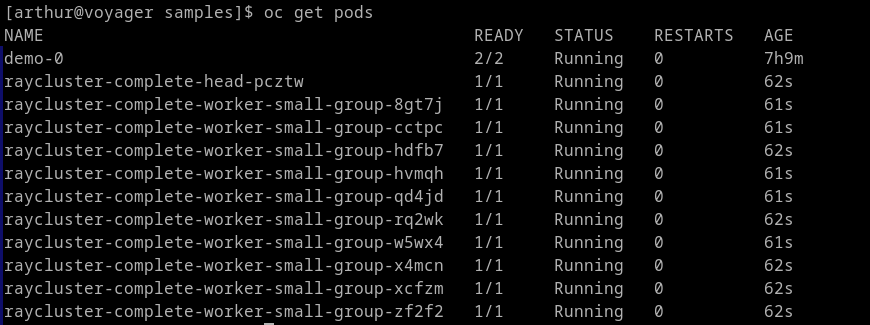 [arthur@voyager samples]$ oc get pods
NAME READY STATUS RESTARTS AGE
demo-0 2/2 Running 0 7h9m
raycluster-complete-head-pcztw 1/1 Running 0 62s
raycluster-complete-worker-small-group-8gt7j 1/1 Running 0 61s
raycluster-complete-worker-small-group-cctpc 1/1 Running 0 61s
raycluster-complete-worker-small-group-hdfb7 1/1 Running 0 62s
raycluster-complete-worker-small-group-hvmqh 1/1 Running 0 61s
raycluster-complete-worker-small-group-qd4jd 1/1 Running 0 61s
raycluster-complete-worker-small-group-rq2wk 1/1 Running 0 62s
raycluster-complete-worker-small-group-w5wx4 1/1 Running 0 61s
raycluster-complete-worker-small-group-x4mcn 1/1 Running 0 62s
raycluster-complete-worker-small-group-xcfzm 1/1 Running 0 62s
raycluster-complete-worker-small-group-zf2f2 1/1 Running 0 62s